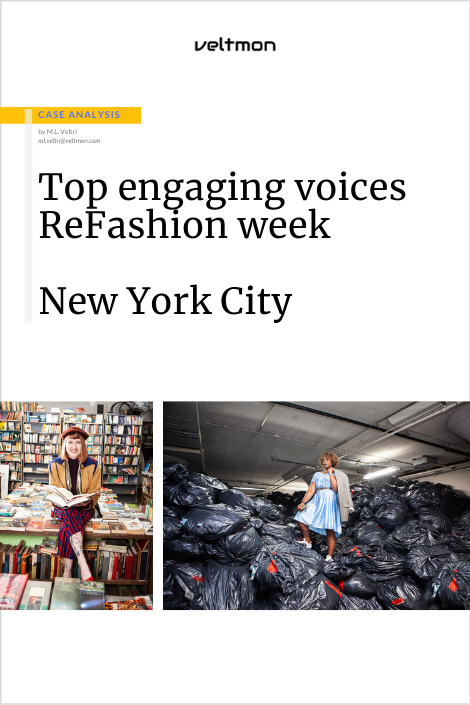 veltmon
CASE ANALYSIS
by M.L. Veltri
ml.veltri@veltmon.com
Top engaging voices
ReFashion week
New York City